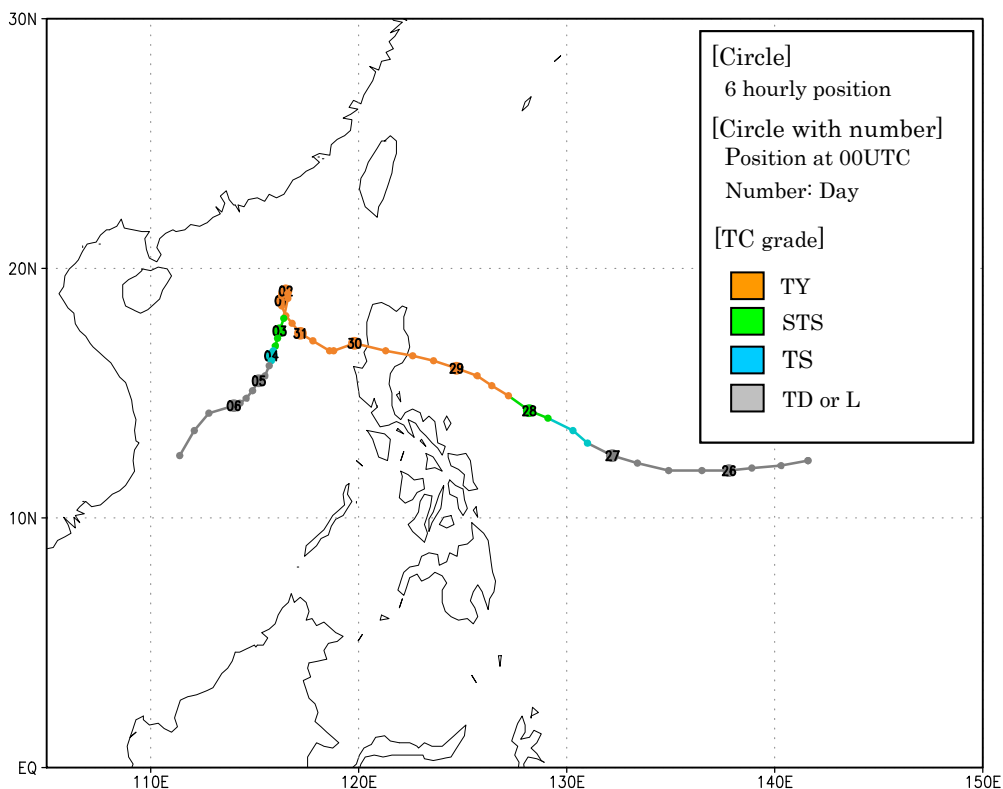 30N
[Circle]
6 hourly position
[Circle with number]
Position at 00UTC
Number: Day
[TC grade]
TY
STS
TS
TD or L
20N
02
03
31
30
04
29
05
06
28
27
26
10N
EQ
110E 120E 130E 140E 150E